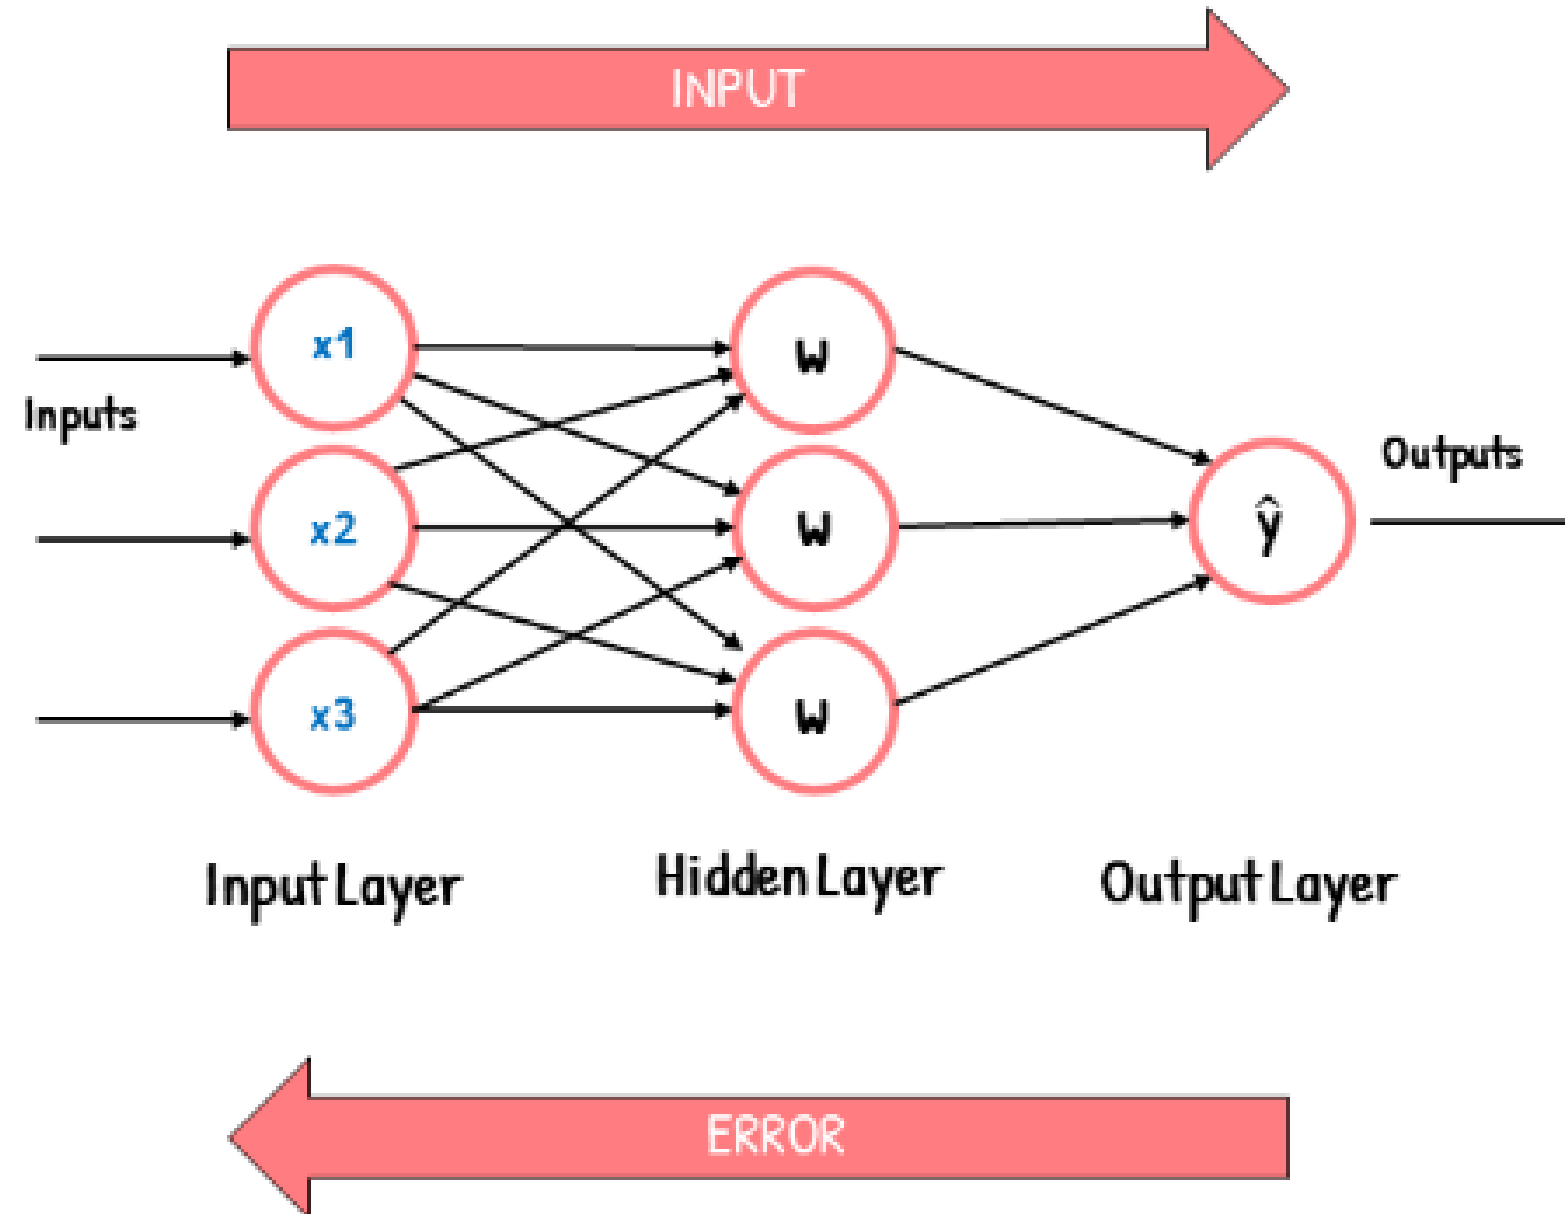 INPUT
x1
W
Inputs
Outputs
x2
W
ŷ
x3
W
Input Layer
Hidden Layer
Output Layer
ERROR